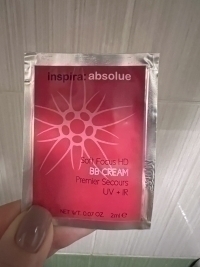 inspira: absolue
Soft Focus HD
BB CREAM
Premier Secours
UV + IR
NET WT. 0.07 OZ. 2ml ℮